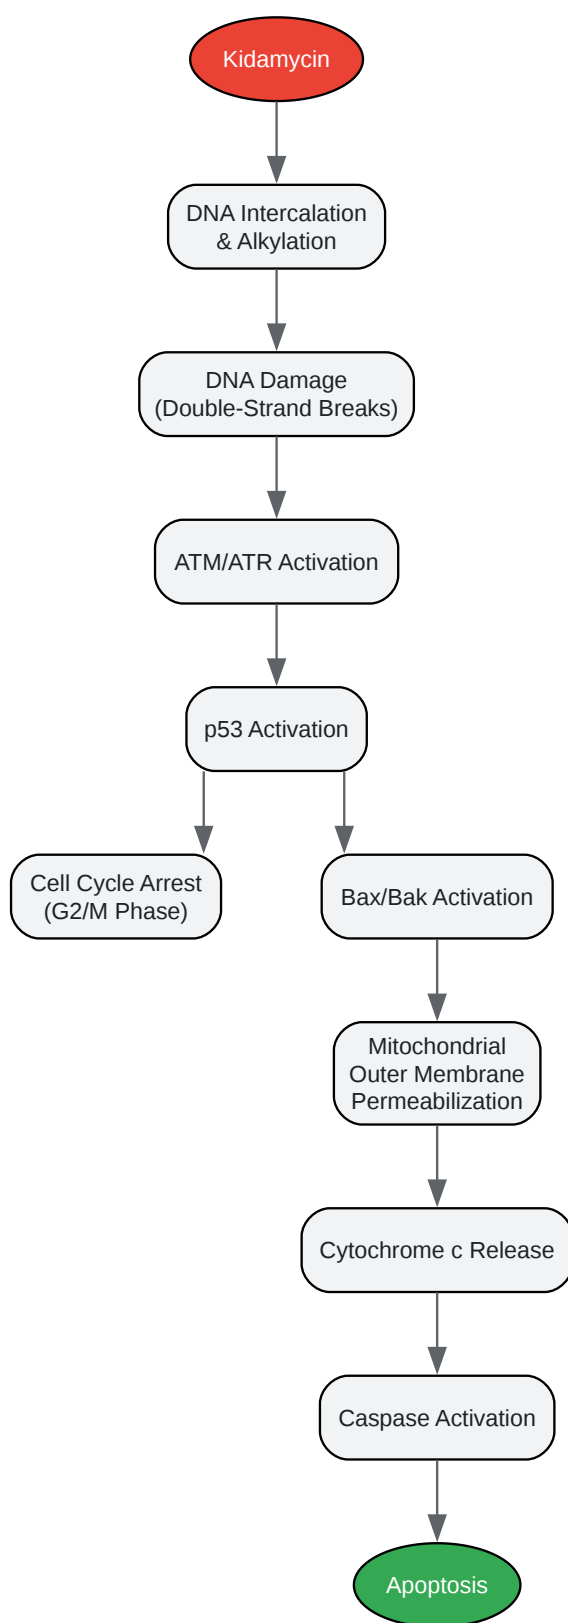 Kidamycin
DNA Intercalation
& Alkylation
DNA Damage
(Double-Strand Breaks)
ATM/ATR Activation
p53 Activation
Cell Cycle Arrest
(G2/M Phase)
Bax/Bak Activation
Mitochondrial
Outer Membrane
Permeabilization
Cytochrome c Release
Caspase Activation
Apoptosis